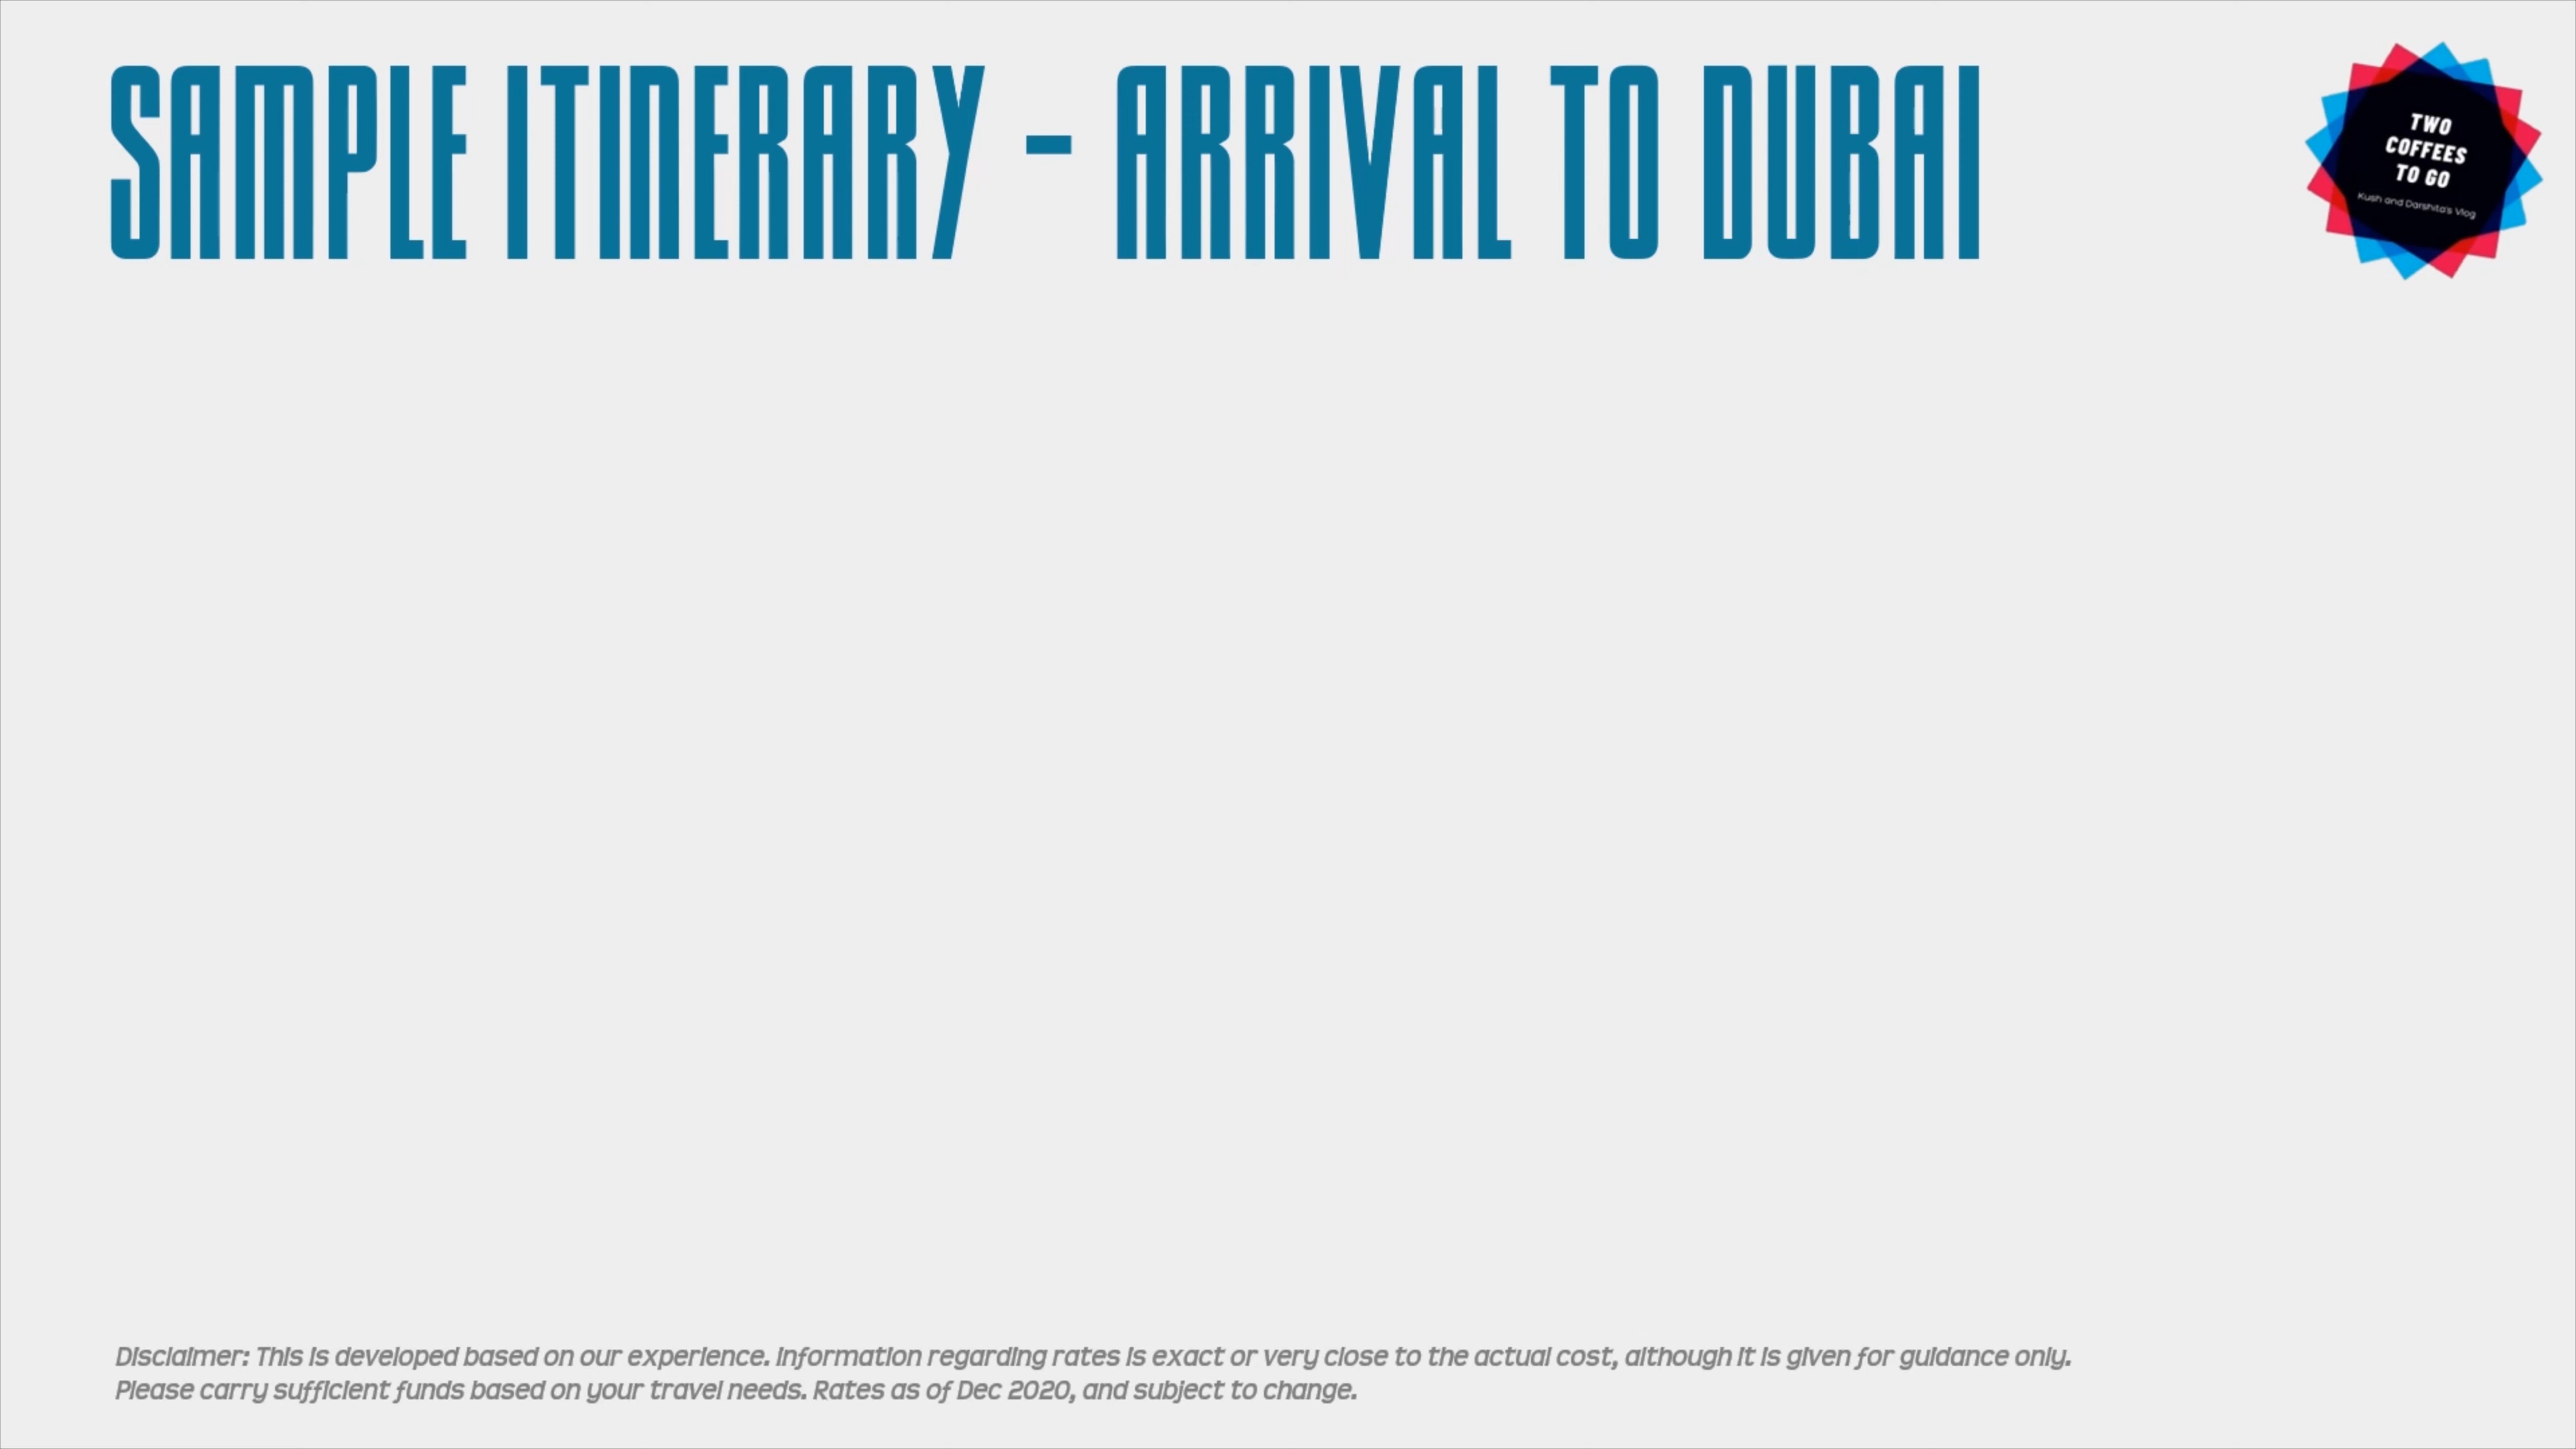 SAMPLE ITINERARY - ARRIVAL TO DUBAI
TWO
COFFEES
TO GO
Kush and Darshita's Vlog
Disclaimer: This is developed based on our experience. Information regarding rates is exact or very close to the actual cost, although it is given for guidance only.
Please carry sufficient funds based on your travel needs. Rates as of Dec 2020, and subject to change.